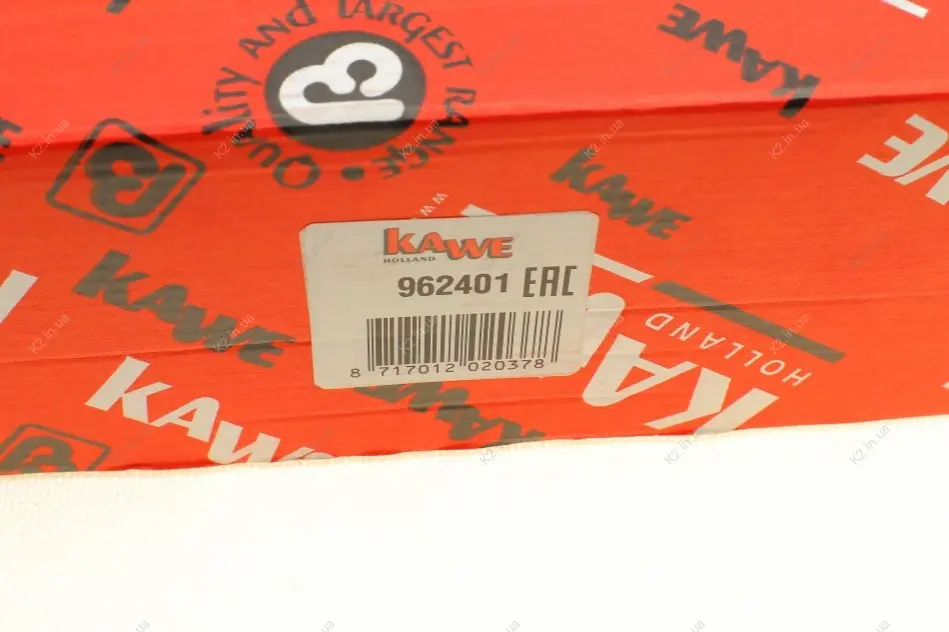 QUALITY AND LARGEST RANGE
KAWE
KAWE
KAWE
HOLLAND
962401 EAC
8 717012 020378
KAWE
KAWE
KA
HOLLAND
KAWE
K2.in.ua